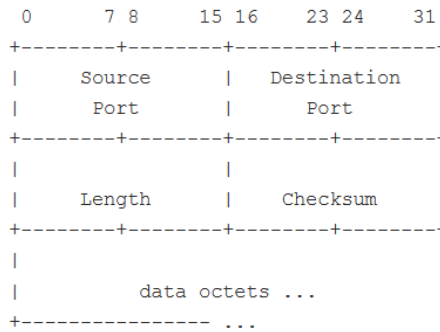 0      7 8     15 16    23 24    31
+--------+--------+--------+--------
|     Source      |   Destination
|      Port       |      Port
+--------+--------+--------+--------
|                 |
|     Length      |    Checksum
+--------+--------+--------+--------
|
|          data octets ...
+---------------- ...